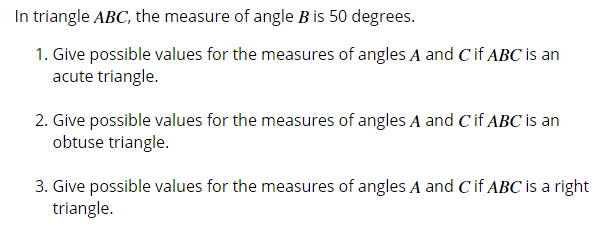 In triangle ABC, the measure of angle B is 50 degrees.
1. Give possible values for the measures of angles A and C if ABC is an
acute triangle.
2. Give possible values for the measures of angles A and C if ABC is an
obtuse triangle.
3. Give possible values for the measures of angles A and C if ABC is a right
triangle.